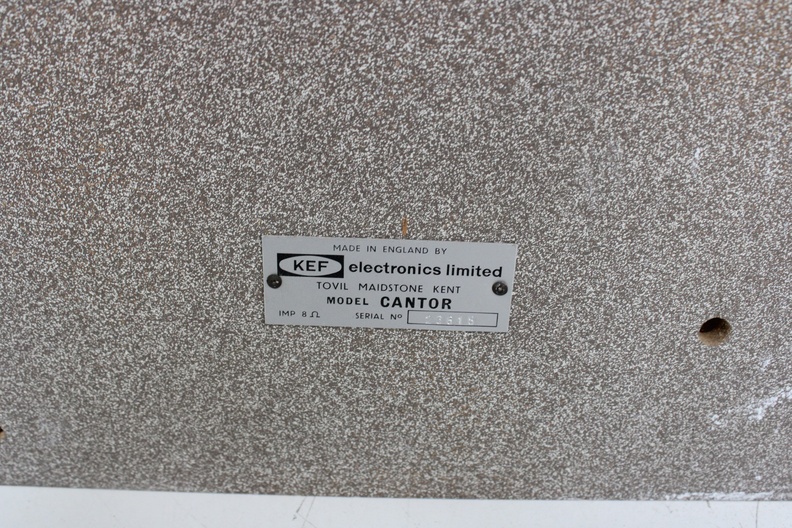 MADE IN ENGLAND BY
KEF electronics limited
TOVIL MAIDSTONE KENT
MODEL CANTOR
IMP 8 Ω SERIAL Nº